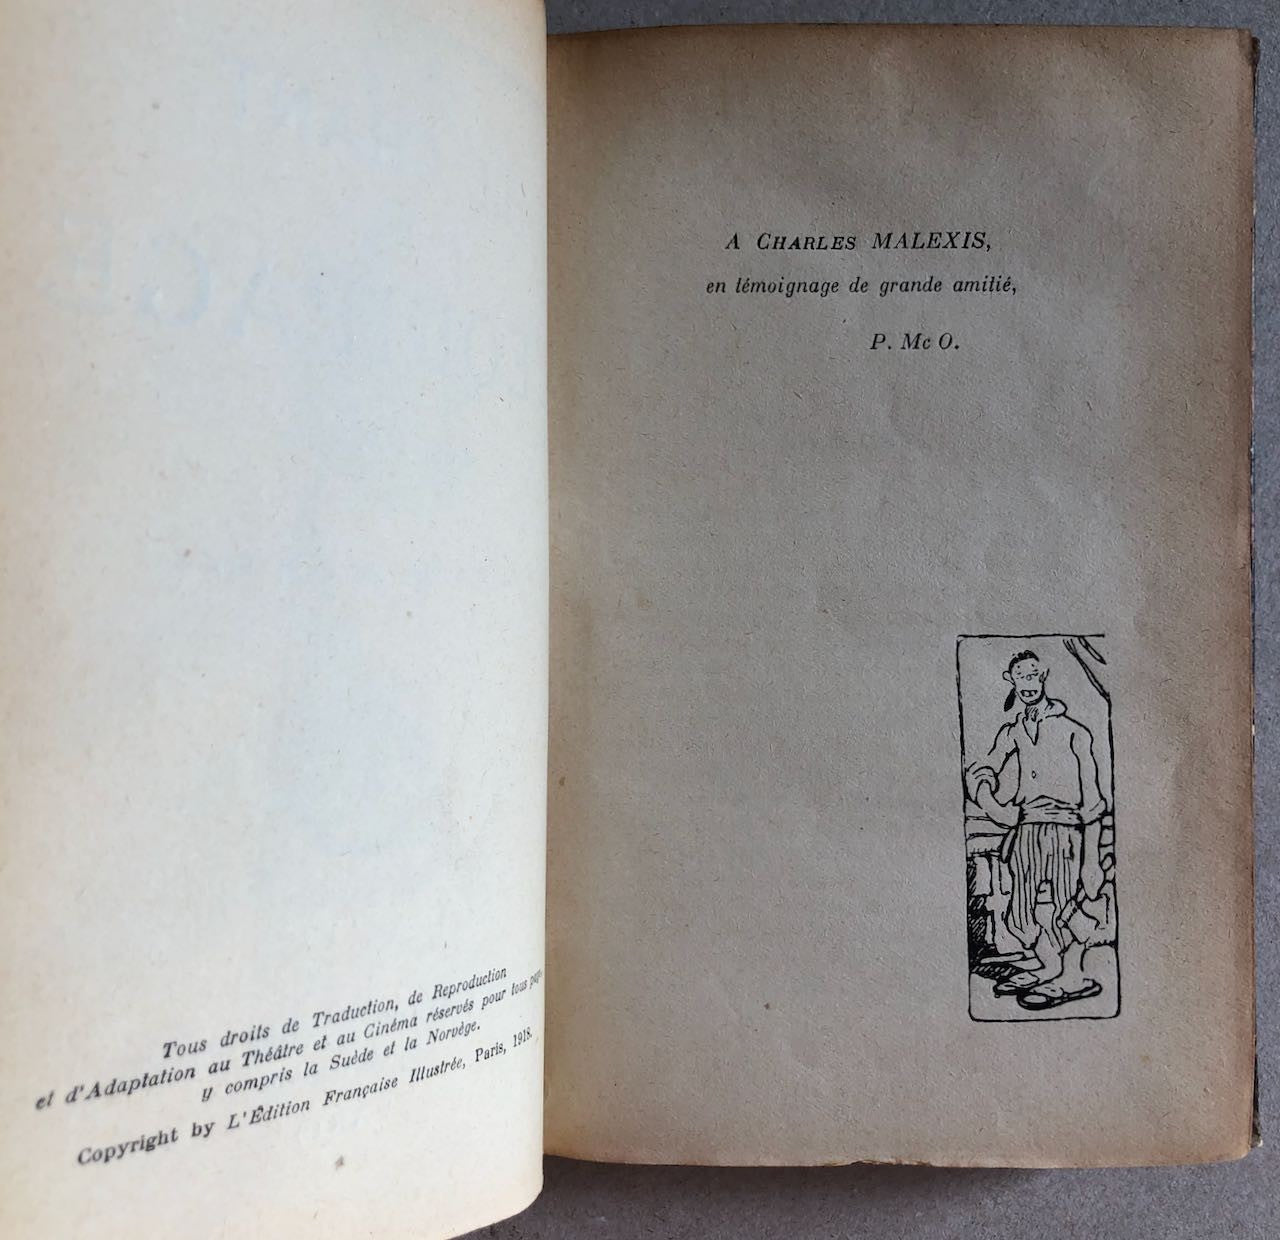 Tous droits de Traduction, de Reproduction
et d'Adaptation au Théâtre et au Cinéma réservés pour tous
y compris la Suède et la Norvège.
Copyright by L'Édition Française Illustrée, Paris, 1918.
A CHARLES MALEXIS,
en témoignage de grande amitié,
P. Mc O.